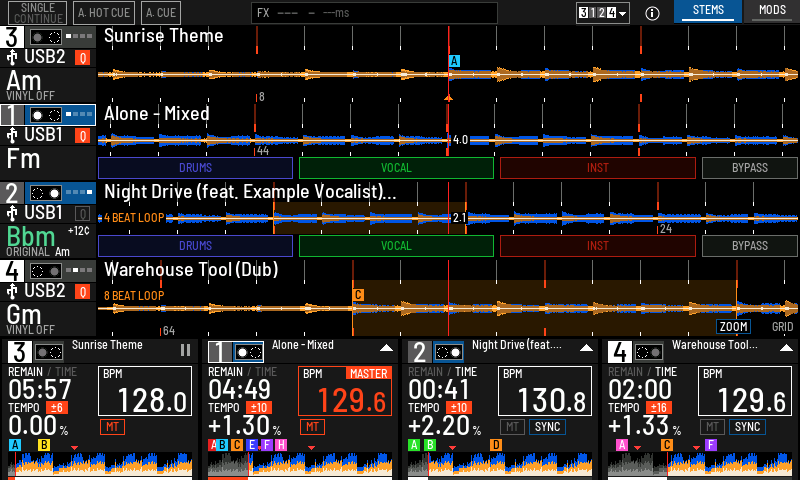 SINGLE
CONTINUE
A. HOT CUE
A. CUE
FX -- - --ms
3 1 2 4
STEMS
MODS
3
USB2 0
Am
VINYL OFF
Sunrise Theme
A
8
1
USB1 0
Fm
Alone - Mixed
4.0
44
DRUMS VOCAL INST BYPASS
2
USB1 0
Bbm +12¢
ORIGINAL Am
Night Drive (feat. Example Vocalist)...
4 BEAT LOOP
2.1
24
DRUMS VOCAL INST BYPASS
4
USB2 0
Gm
VINYL OFF
Warehouse Tool (Dub)
8 BEAT LOOP
C
64
ZOOM GRID
3
Sunrise Theme
REMAIN / TIME
05:57
TEMPO ±6
0.00 %
BPM
128.0
MT
A B
1
Alone - Mixed
REMAIN / TIME
04:49
TEMPO ±10
+1.30 %
BPM MASTER
129.6
MT
A B C E F H
2
Night Drive (feat....
REMAIN / TIME
00:41
TEMPO ±10
+2.20 %
BPM
130.8
MT SYNC
A B D
4
Warehouse Tool...
REMAIN / TIME
02:00
TEMPO ±16
+1.33 %
BPM
129.6
MT SYNC
A C F